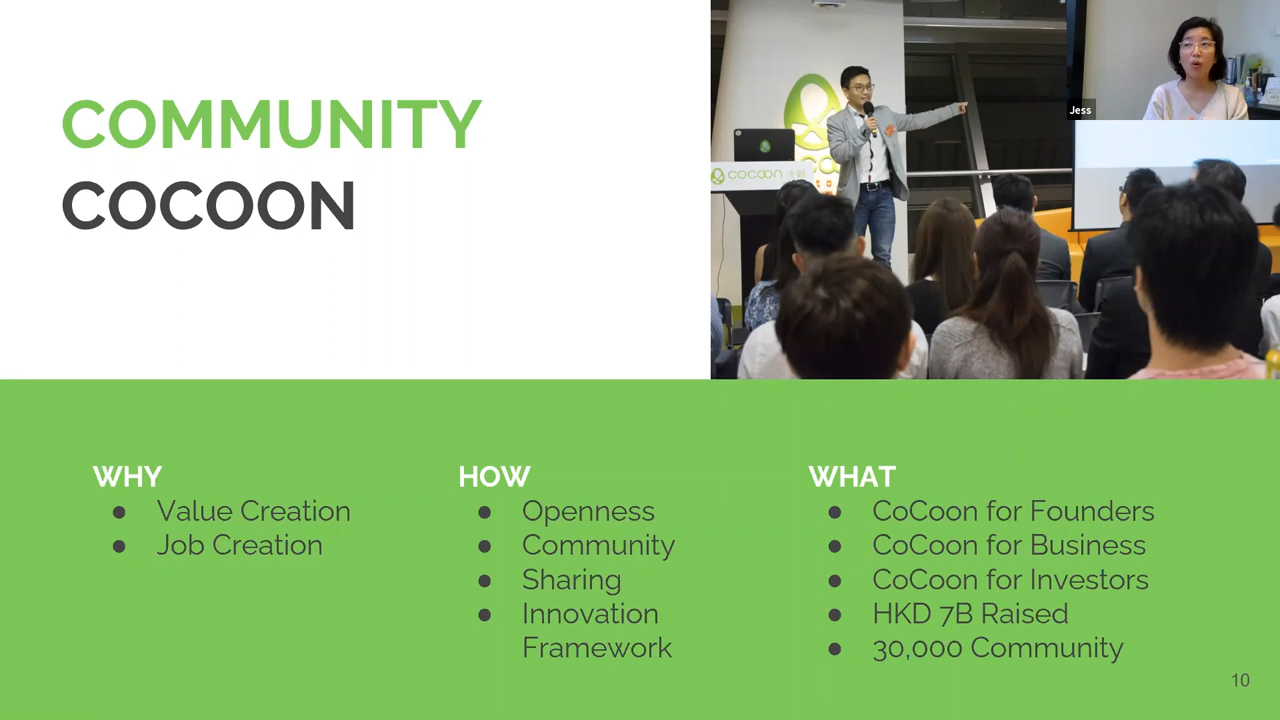 COMMUNITY
COCOON
Jess
cocoon
WHY
● Value Creation
● Job Creation
HOW
● Openness
● Community
● Sharing
● Innovation
Framework
WHAT
● CoCoon for Founders
● CoCoon for Business
● CoCoon for Investors
● HKD 7B Raised
● 30,000 Community
10